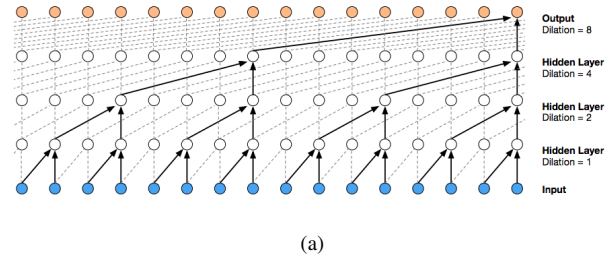 Output
Dilation = 8
Hidden Layer
Dilation = 4
Hidden Layer
Dilation = 2
Hidden Layer
Dilation = 1
Input
(a)